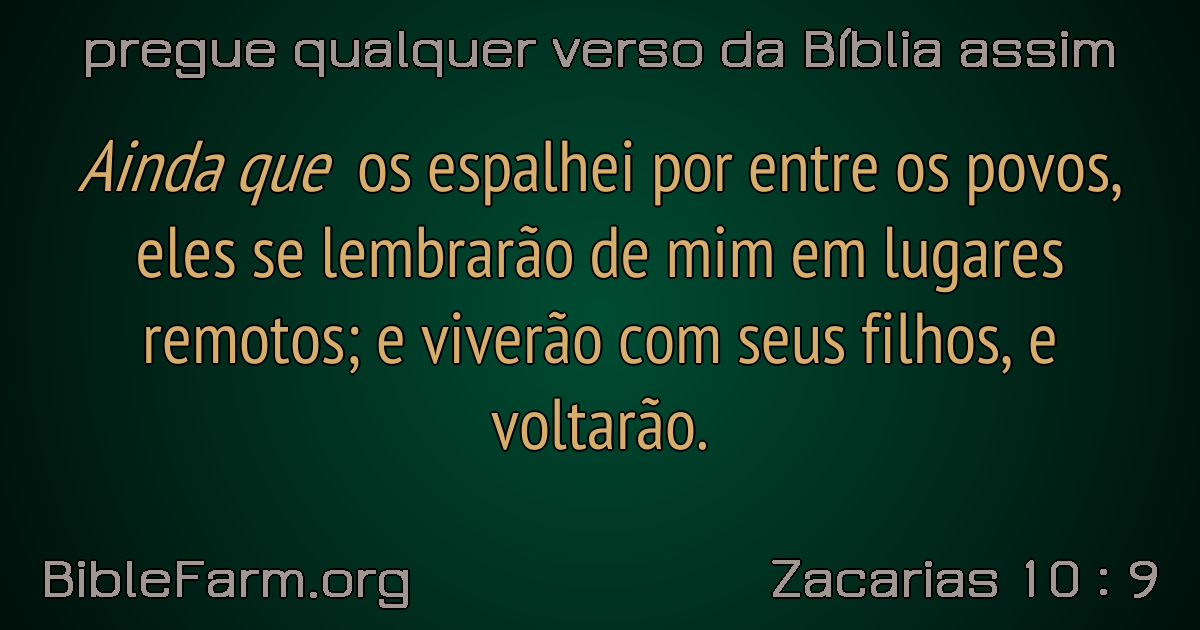 pregue qualquer verso da Bíblia assim
Ainda que os espalhei por entre os povos,
eles se lembrarão de mim em lugares
remotos; e viverão com seus filhos, e
voltarão.
BibleFarm.org
Zacarias 10 : 9